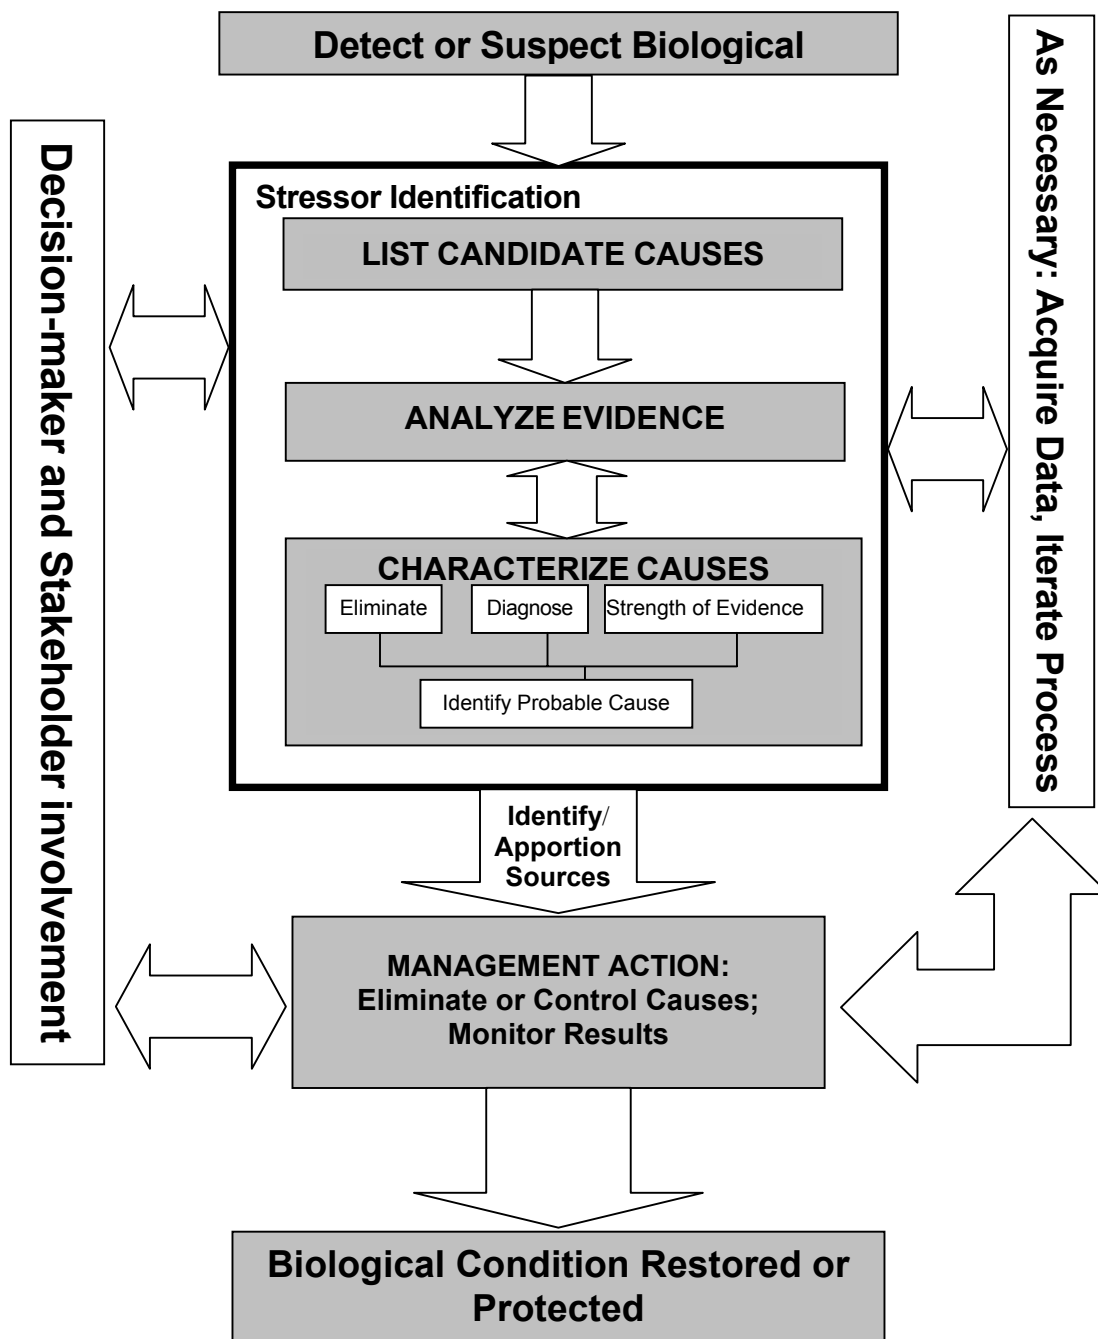 Detect or Suspect Biological
As Necessary: Acquire Data, Iterate Process
Decision-maker and Stakeholder involvement
Stressor Identification
LIST CANDIDATE CAUSES
ANALYZE EVIDENCE
CHARACTERIZE CAUSES
Eliminate
Diagnose
Strength of Evidence
Identify Probable Cause
Identify/
Apportion
Sources
MANAGEMENT ACTION:
Eliminate or Control Causes;
Monitor Results
Biological Condition Restored or
Protected